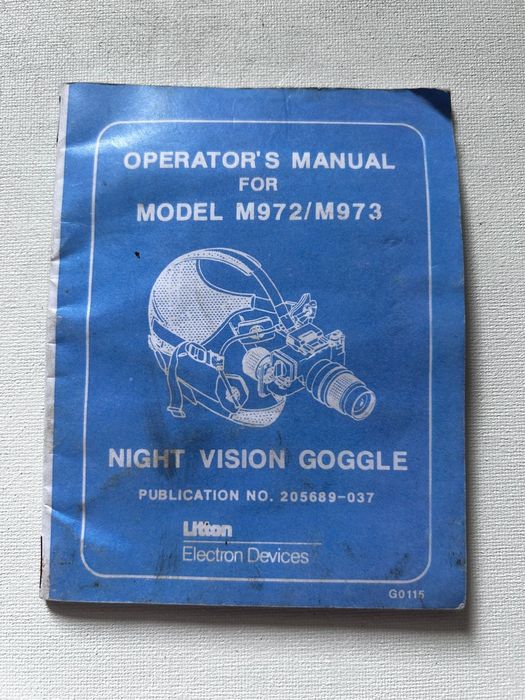 OPERATOR'S MANUAL
FOR
MODEL M972/M973
NIGHT VISION GOGGLE
PUBLICATION NO. 205689-037
Litton
Electron Devices
G0115